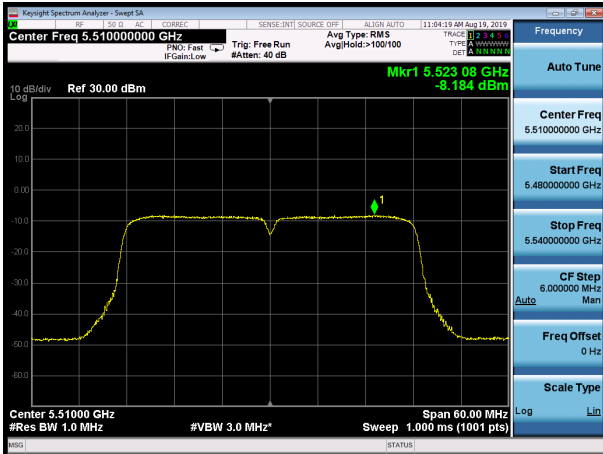 Keysight Spectrum Analyzer - Swept SA
RF 50 Ω AC CORREC SENSE:INT SOURCE OFF ALIGN AUTO 11:04:19 AM Aug 19, 2019
Center Freq 5.510000000 GHz
PNO: Fast
IFGain:Low
Trig: Free Run
#Atten: 40 dB
Avg Type: RMS
Avg|Hold:>100/100
TRACE 1 2 3 4 5 6
TYPE A WWWWW
DET A NNNNN
Frequency
Auto Tune
Center Freq
5.510000000 GHz
Start Freq
5.480000000 GHz
Stop Freq
5.540000000 GHz
CF Step
6.000000 MHz
Auto Man
Freq Offset
0 Hz
Scale Type
Log Lin
Mkr1 5.523 08 GHz
-8.184 dBm
10 dB/div Ref 30.00 dBm
Log
20.0
10.0
0.00
-10.0
-20.0
-30.0
-40.0
-50.0
-60.0
1
Center 5.51000 GHz Span 60.00 MHz
#Res BW 1.0 MHz #VBW 3.0 MHz* Sweep 1.000 ms (1001 pts)
MSG STATUS